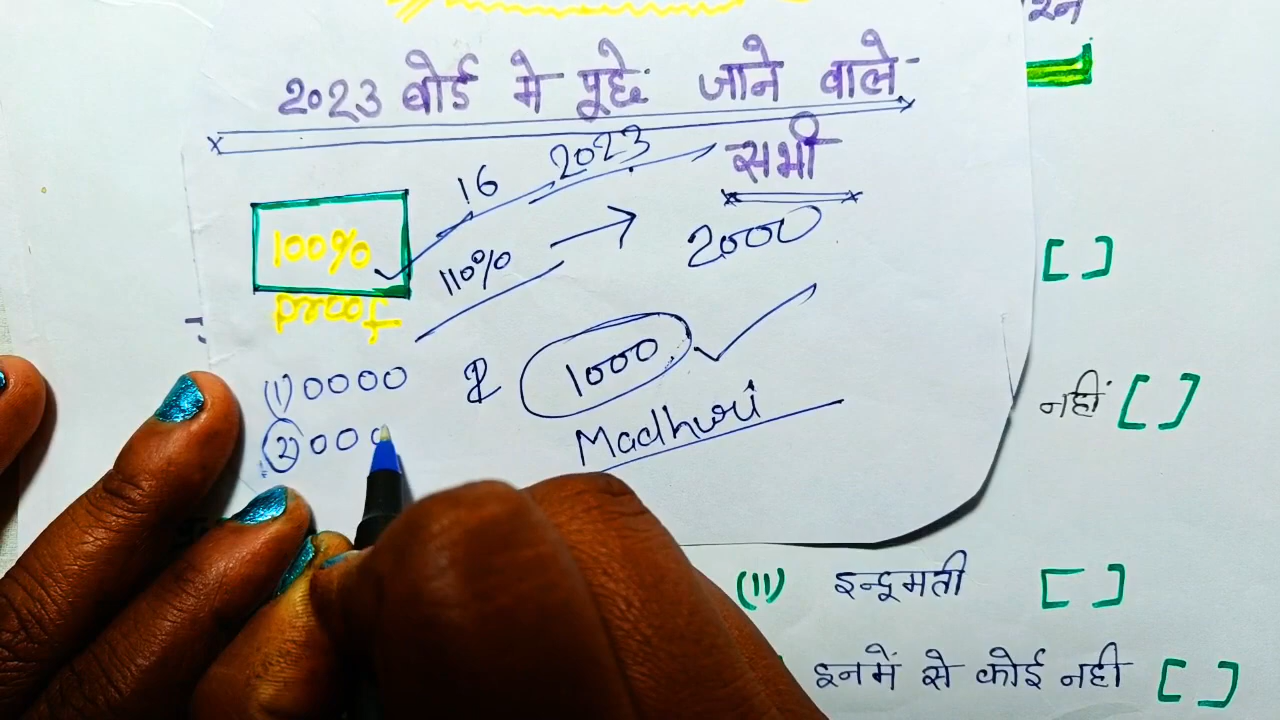 2023 बोर्ड मे पूछे जाने वाले
सभी
16 2023
100%
proof
110%
2000
(1) 0000
1000
Madhuri
(2) 000
नहीं [ ]
[ ]
(11) इन्दूमती [ ]
इनमें से कोई नही [ ]